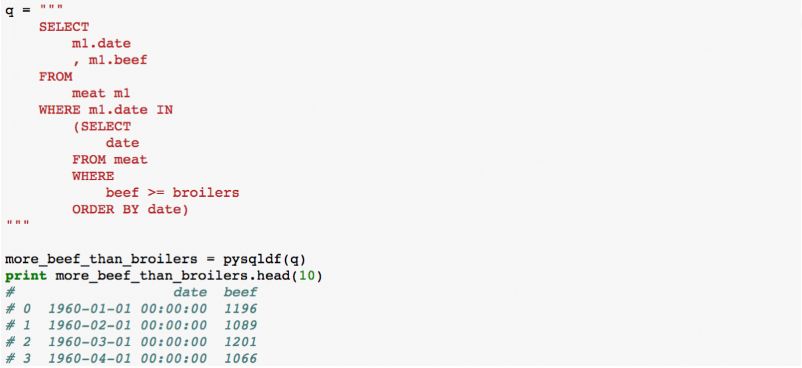 q = """
    SELECT
        m1.date
        , m1.beef
    FROM
        meat m1
    WHERE m1.date IN
        (SELECT
            date
        FROM meat
        WHERE
            beef >= broilers
        ORDER BY date)
"""

more_beef_than_broilers = pysqldf(q)
print more_beef_than_broilers.head(10)
#                   date  beef
# 0  1960-01-01 00:00:00  1196
# 1  1960-02-01 00:00:00  1089
# 2  1960-03-01 00:00:00  1201
# 3  1960-04-01 00:00:00  1066